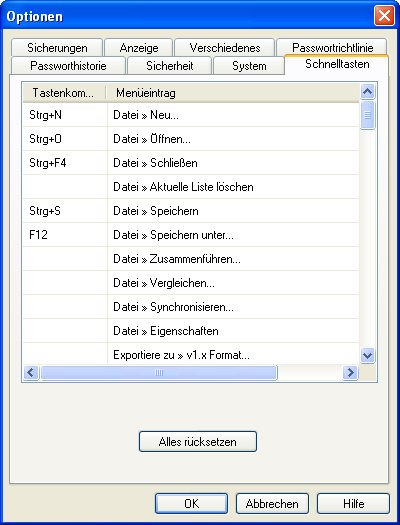 Optionen
Sicherungen Anzeige Verschiedenes Passwortrichtlinie
Passworthistorie Sicherheit System Schnelltasten
Tastenkom... Menüeintrag
Strg+N Datei » Neu...
Strg+O Datei » Öffnen...
Strg+F4 Datei » Schließen
Datei » Aktuelle Liste löschen
Strg+S Datei » Speichern
F12 Datei » Speichern unter...
Datei » Zusammenführen...
Datei » Vergleichen...
Datei » Synchronisieren...
Datei » Eigenschaften
Exportiere zu » v1.x Format...
Alles rücksetzen
OK Abbrechen Hilfe